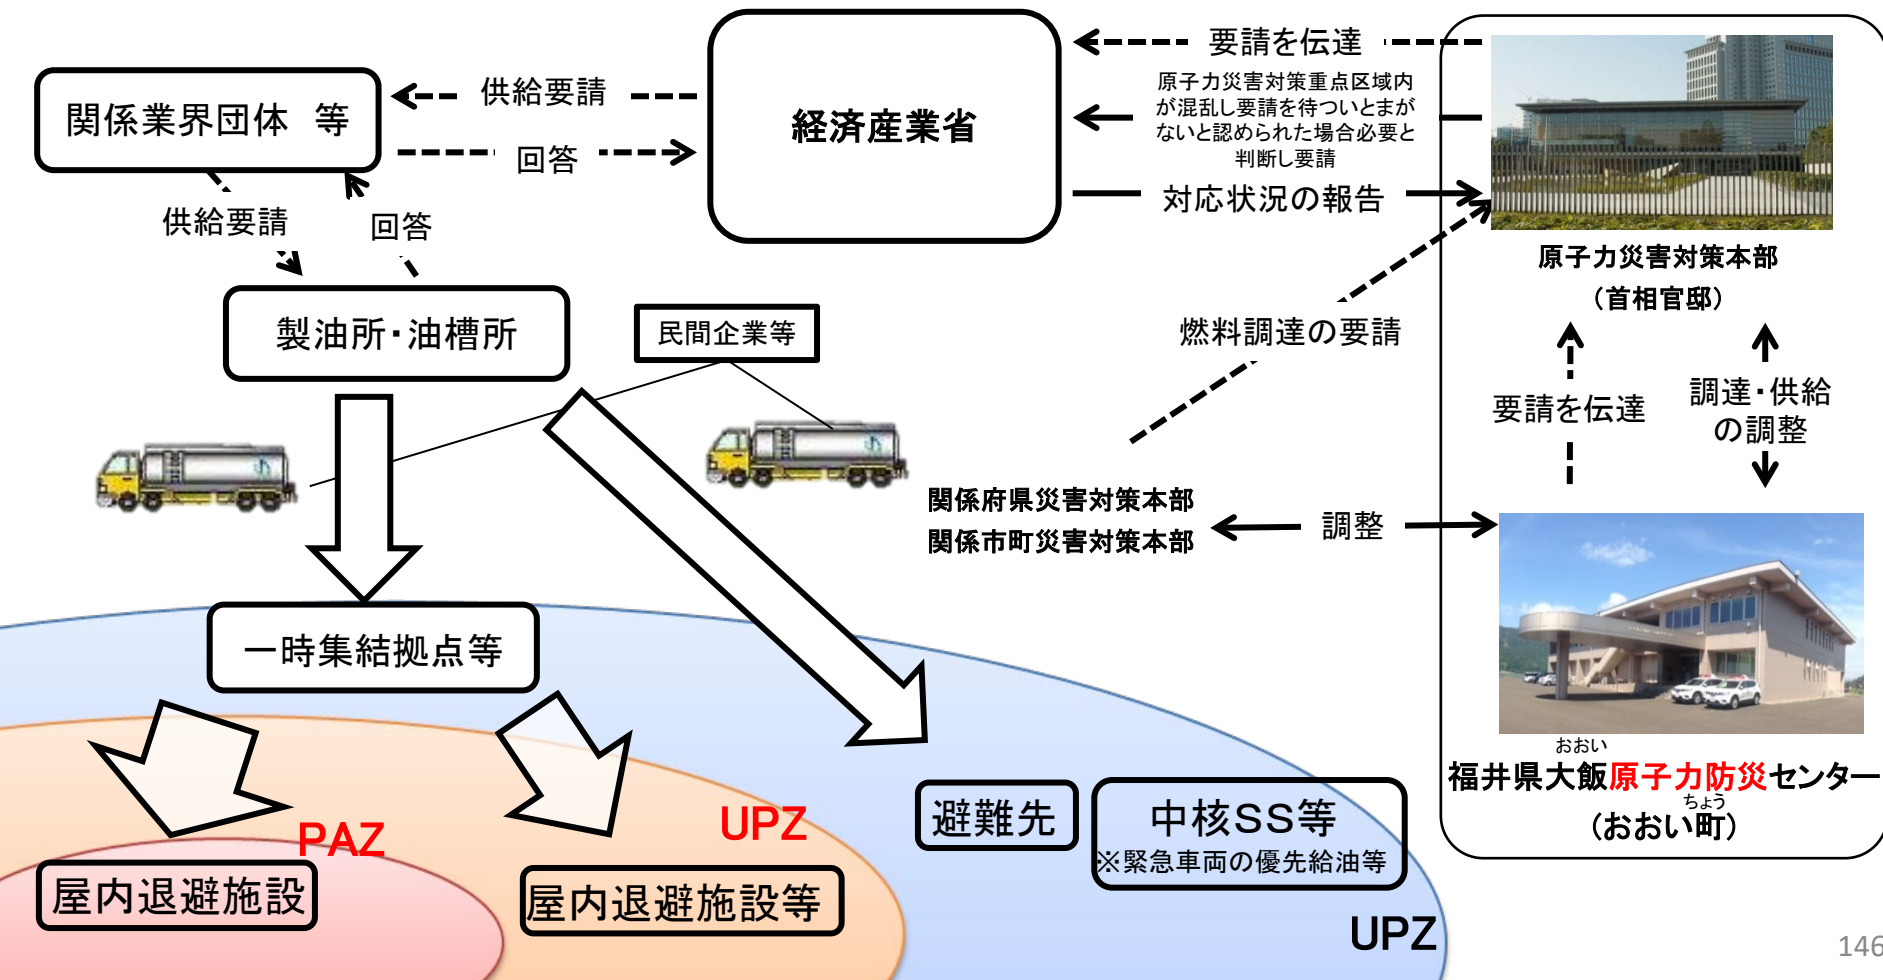 要請を伝達
原子力災害対策重点区域内
が混乱し要請を待ついとまが
ないと認められた場合必要と
判断し要請
対応状況の報告
経済産業省
供給要請
回答
関係業界団体　等
供給要請
回答
製油所・油槽所
民間企業等
原子力災害対策本部
（首相官邸）
燃料調達の要請
要請を伝達
調達・供給
の調整
関係府県災害対策本部
関係市町災害対策本部
調整
一時集結拠点等
おおい
福井県大飯原子力防災センター
ちょう
（おおい町）
PAZ
UPZ
避難先
中核SS等
※緊急車両の優先給油等
屋内退避施設
屋内退避施設等
UPZ
146